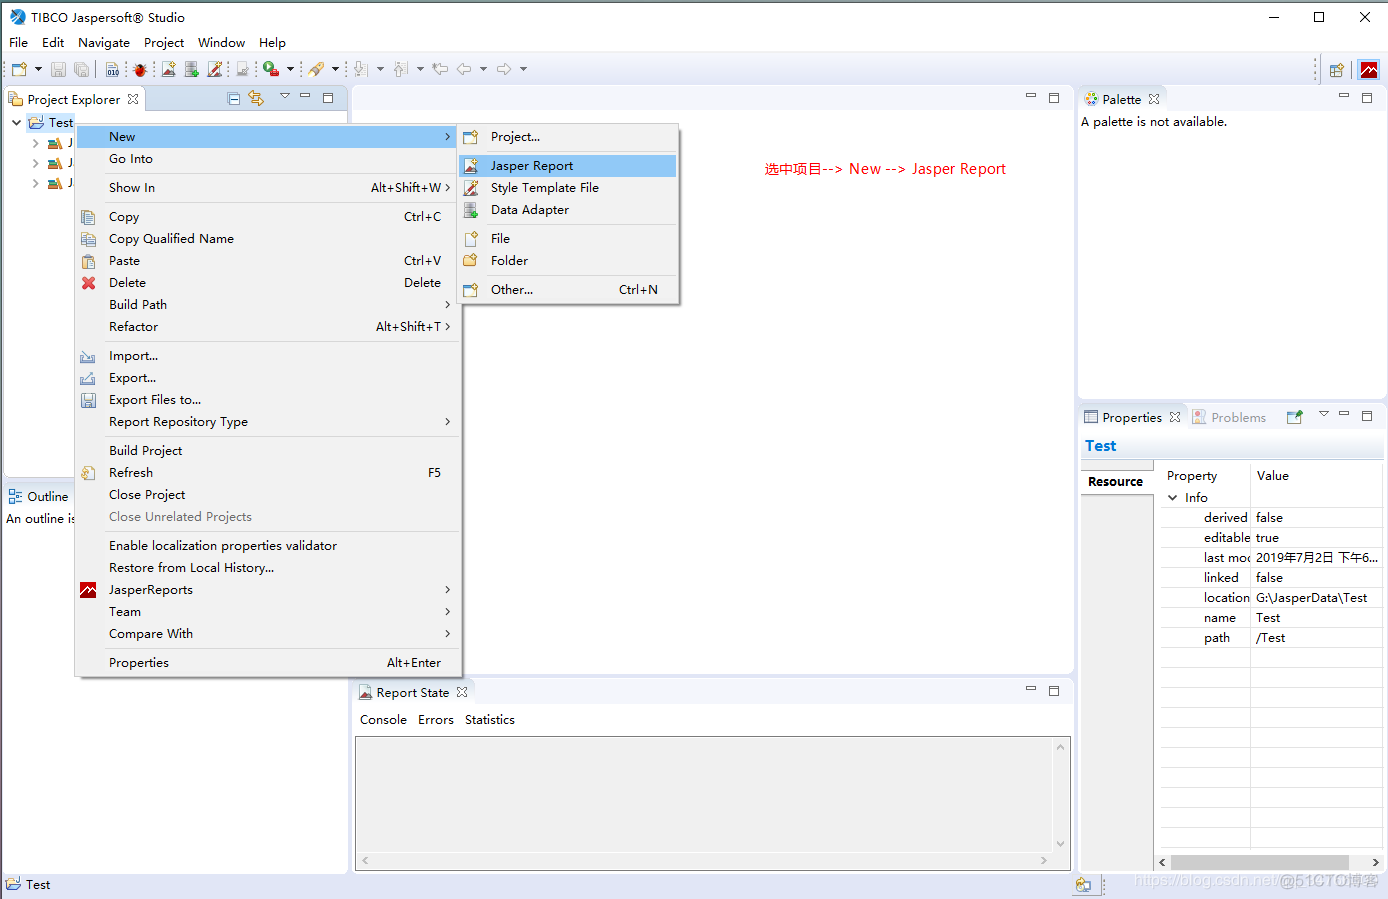 TIBCO Jaspersoft® Studio
File Edit Navigate Project Window Help
Project Explorer
Test
J
J
J
New
Go Into
Show In Alt+Shift+W
Copy Ctrl+C
Copy Qualified Name
Paste Ctrl+V
Delete Delete
Build Path
Refactor Alt+Shift+T
Import...
Export...
Export Files to...
Report Repository Type
Build Project
Refresh F5
Close Project
Close Unrelated Projects
Enable localization properties validator
Restore from Local History...
JasperReports
Team
Compare With
Properties Alt+Enter
Project...
Jasper Report
Style Template File
Data Adapter
File
Folder
Other... Ctrl+N
选中项目--> New --> Jasper Report
Palette
A palette is not available.
Outline
An outline is
Properties Problems
Test
Resource
Property Value
Info
derived false
editable true
last mod 2019年7月2日 下午6...
linked false
location G:\JasperData\Test
name Test
path /Test
Report State
Console Errors Statistics
Test
https://blog.csdn.net/
@51CTO博客